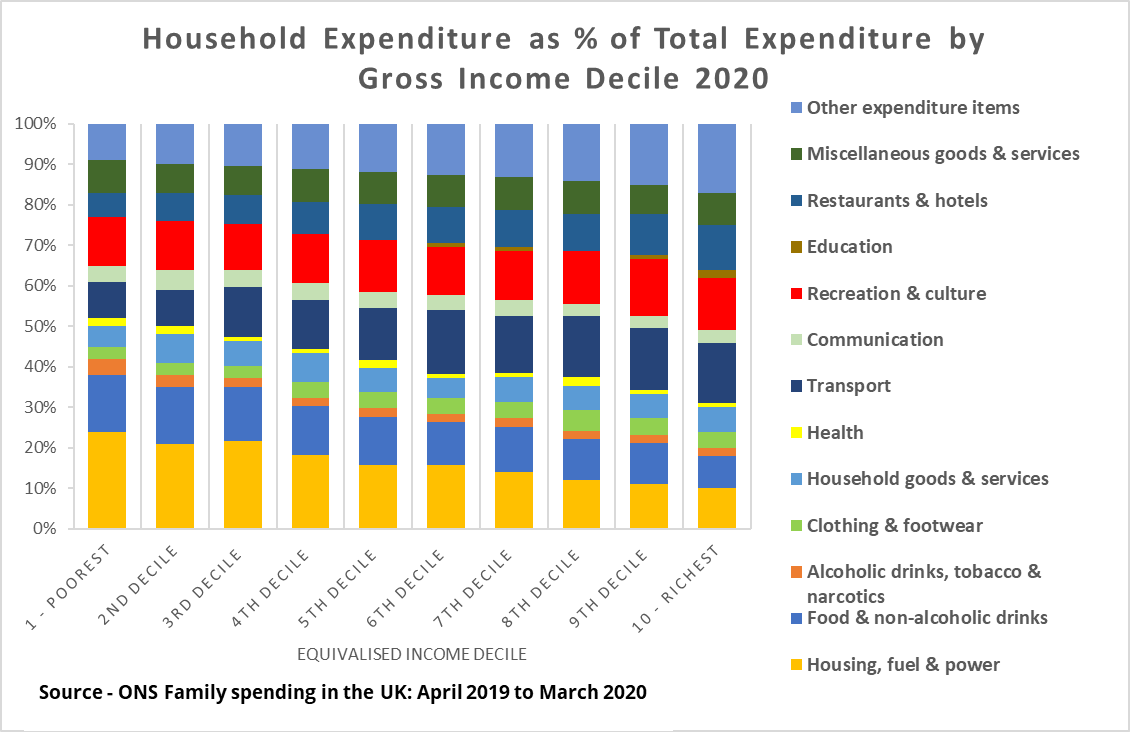 Household Expenditure as % of Total Expenditure by
Gross Income Decile 2020
100%
90%
80%
70%
60%
50%
40%
30%
20%
10%
0%
1 - POOREST
2ND DECILE
3RD DECILE
4TH DECILE
5TH DECILE
6TH DECILE
7TH DECILE
8TH DECILE
9TH DECILE
10 - RICHEST
EQUIVALISED INCOME DECILE
Other expenditure items
Miscellaneous goods & services
Restaurants & hotels
Education
Recreation & culture
Communication
Transport
Health
Household goods & services
Clothing & footwear
Alcoholic drinks, tobacco &
narcotics
Food & non-alcoholic drinks
Housing, fuel & power
Source - ONS Family spending in the UK: April 2019 to March 2020